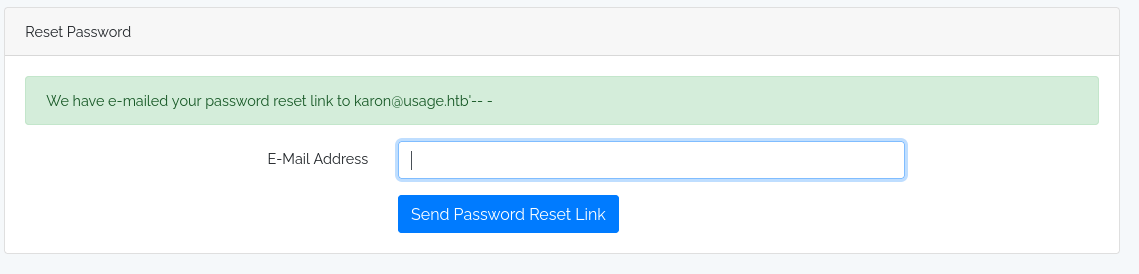 Reset Password
We have e-mailed your password reset link to karon@usage.htb'-- -
E-Mail Address
Send Password Reset Link